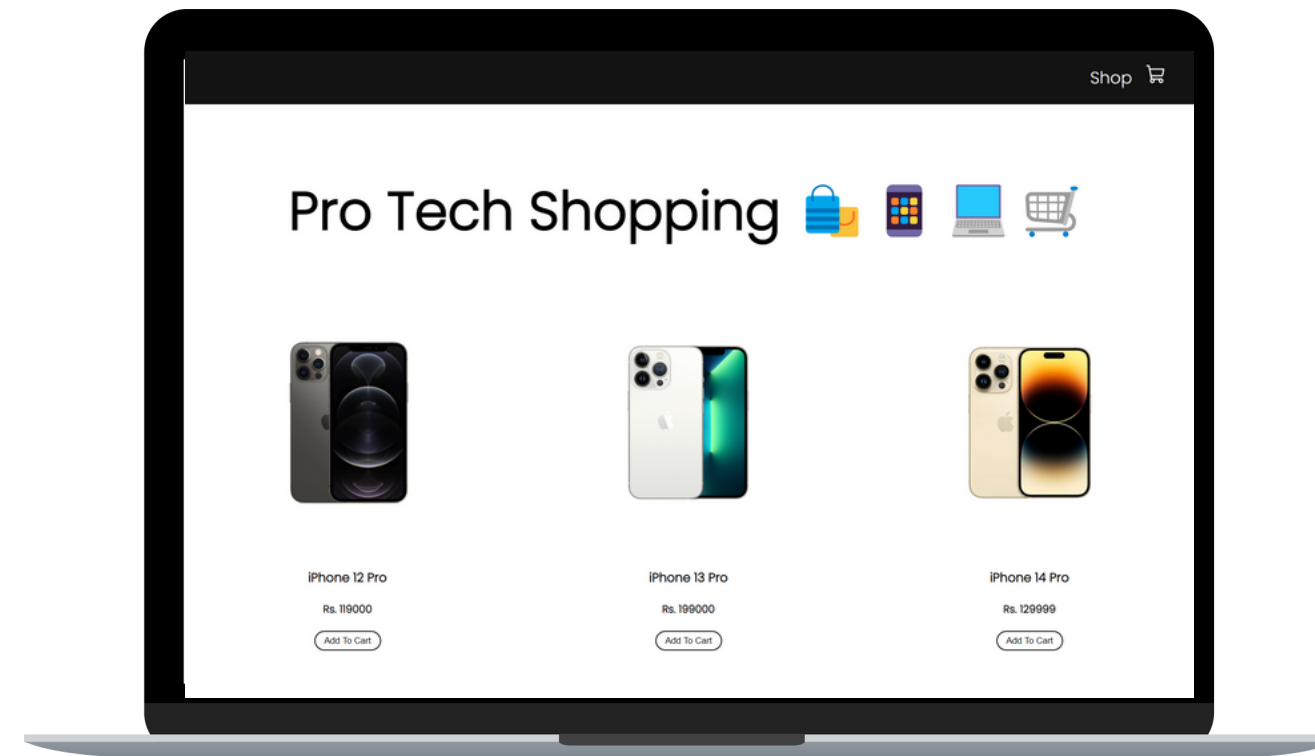 Shop
Pro Tech Shopping
iPhone 12 Pro
iPhone 13 Pro
iPhone 14 Pro
Rs. 119000
Rs. 199000
Rs. 129999
Add To Cart
Add To Cart
Add To Cart